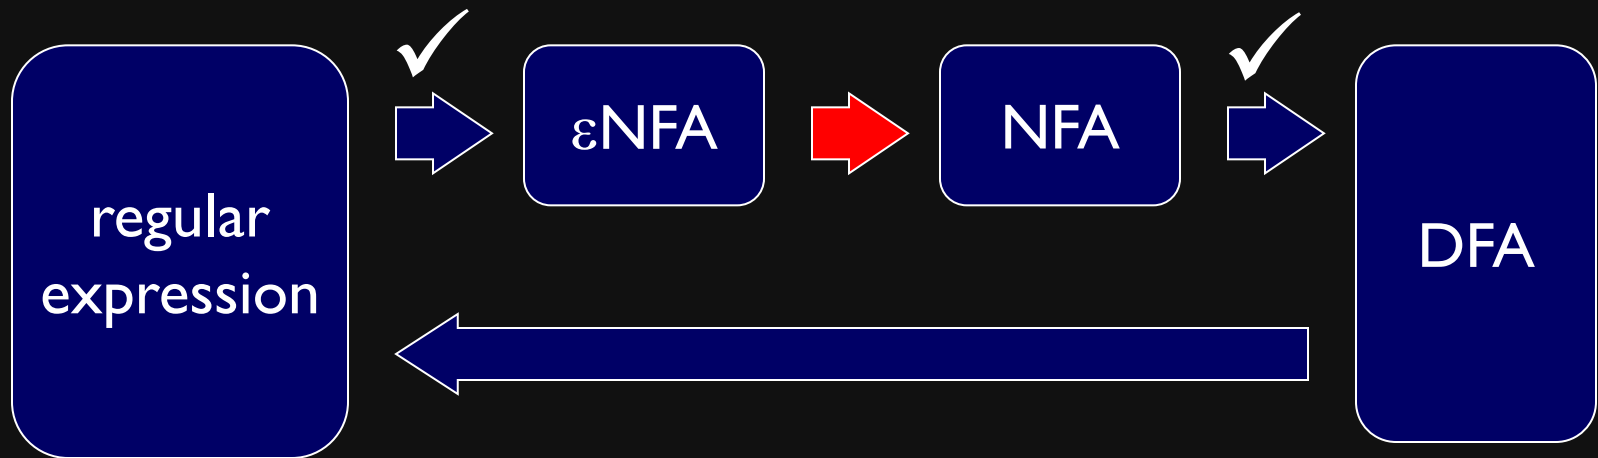 regular
expression
εNFA
NFA
DFA